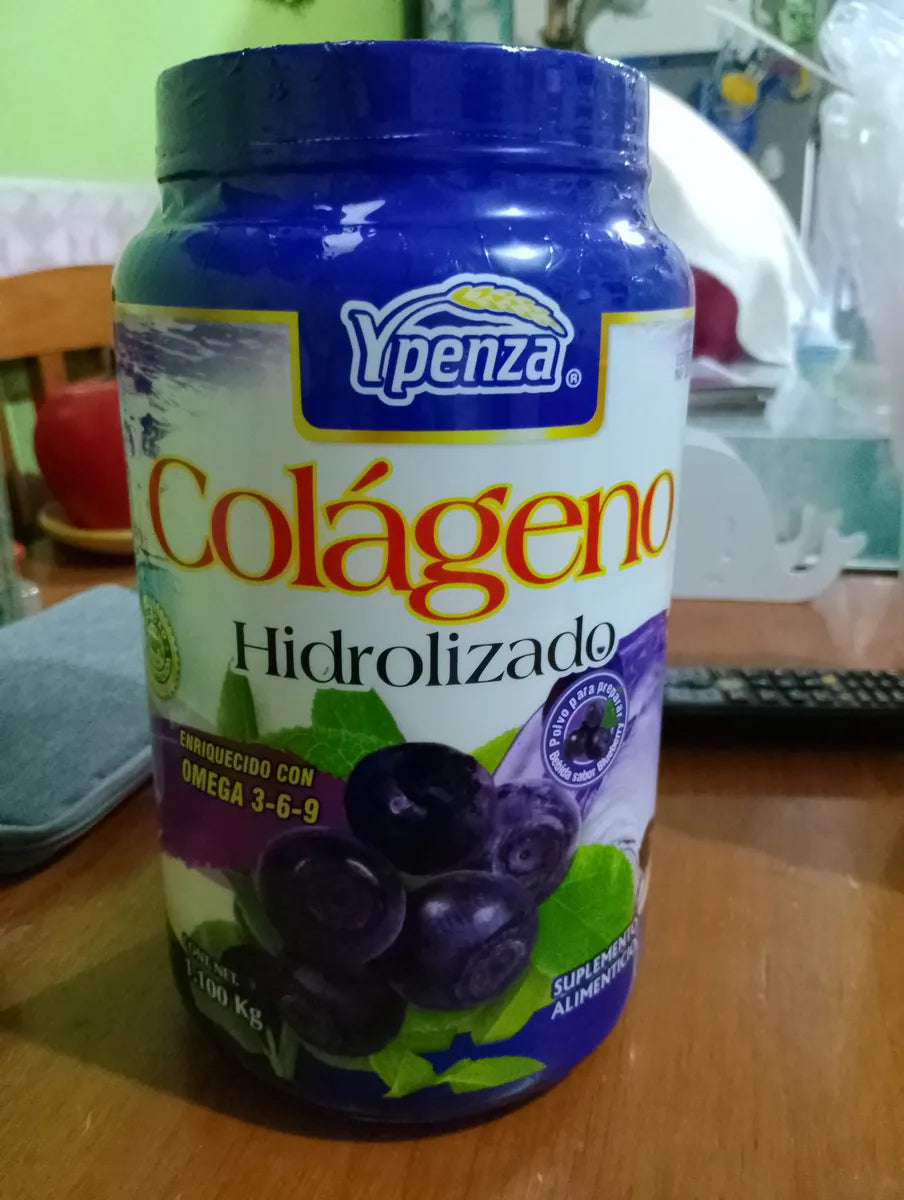 Ypenza®
Colágeno
Hidrolizado
Polvo para preparar
Bebida sabor Blueberry
ENRIQUECIDO CON
OMEGA 3-6-9
CONT. NET.
1.100 Kg
SUPLEMENTO
ALIMENTICIO